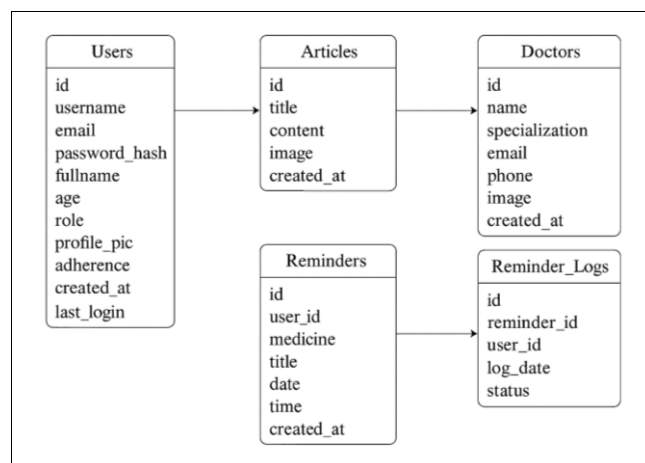 Users
id
username
email
password_hash
fullname
age
role
profile_pic
adherence
created_at
last_login
Articles
id
title
content
image
created_at
Doctors
id
name
specialization
email
phone
image
created_at
Reminders
id
user_id
medicine
title
date
time
created_at
Reminder_Logs
id
reminder_id
user_id
log_date
status